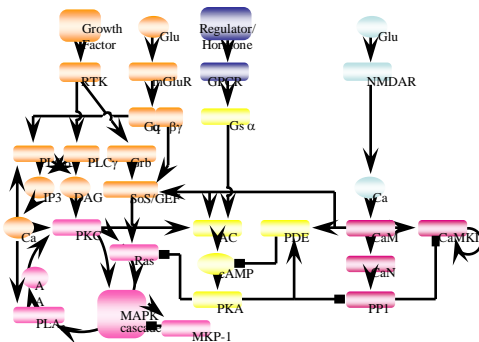 Growth
Factor
Glu
Regulator/
Hormone
Glu
RTK
mGluR
GPCR
NMDAR
Gq βγ
Gs α
PLCγ
Grb
IP3
DAG
SoS/GEF
Ca
Ca
PKC
AC
PDE
CaM
CaMKII
Ras
cAMP
CaN
A
A
PKA
PP1
PLA
MAPK
cascade
MKP-1